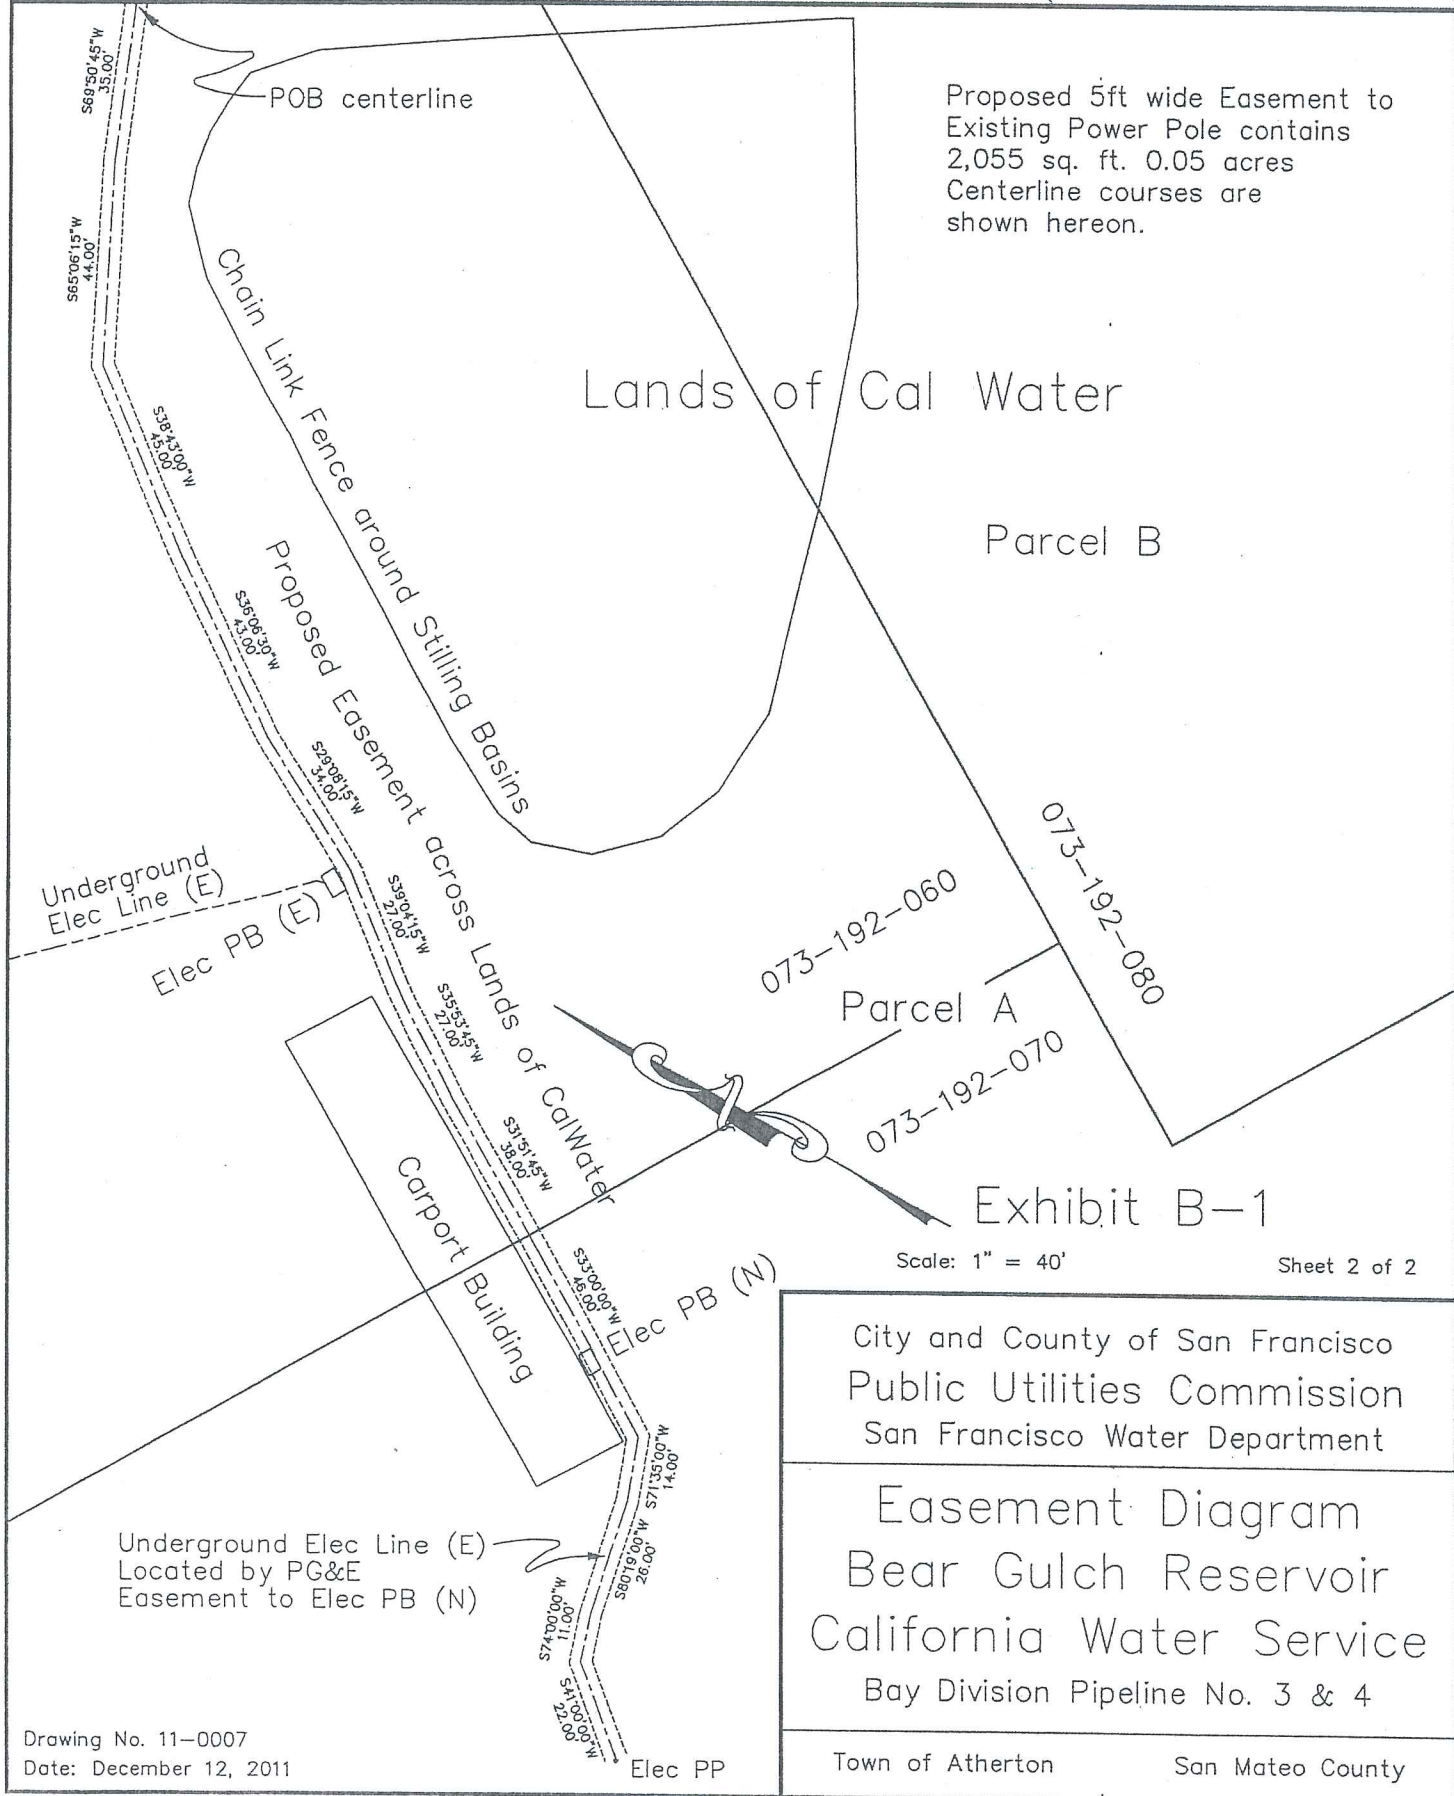 S69°50'45"W
35.00'
POB centerline
Proposed 5ft wide Easement to
Existing Power Pole contains
2,055 sq. ft. 0.05 acres
Centerline courses are
shown hereon.
S65°06'15"W
44.00'
Chain Link Fence around Stilling Basins
Lands of Cal Water
S38°43'00"W
45.00'
Parcel B
Proposed Easement across Lands of CalWater
S36°06'30"W
43.00'
S29°08'15"W
34.00'
Underground
Elec Line (E)
Elec PB (E)
S39°04'15"W
27.00'
073-192-060
073-192-080
Parcel A
S35°53'45"W
27.00'
073-192-070
S31°51'45"W
38.00'
Carport Building
Exhibit B-1
S33°00'00"W
46.00'
Elec PB (N)
Scale: 1" = 40'
Sheet 2 of 2
City and County of San Francisco
Public Utilities Commission
San Francisco Water Department
S71°35'00"W
14.00'
Easement Diagram
Bear Gulch Reservoir
California Water Service
Bay Division Pipeline No. 3 & 4
Underground Elec Line (E)
Located by PG&E
Easement to Elec PB (N)
S80°19'00"W
26.00'
S74°00'00"W
11.00'
S41°00'00"W
22.00'
Drawing No. 11-0007
Date: December 12, 2011
Elec PP
Town of Atherton
San Mateo County